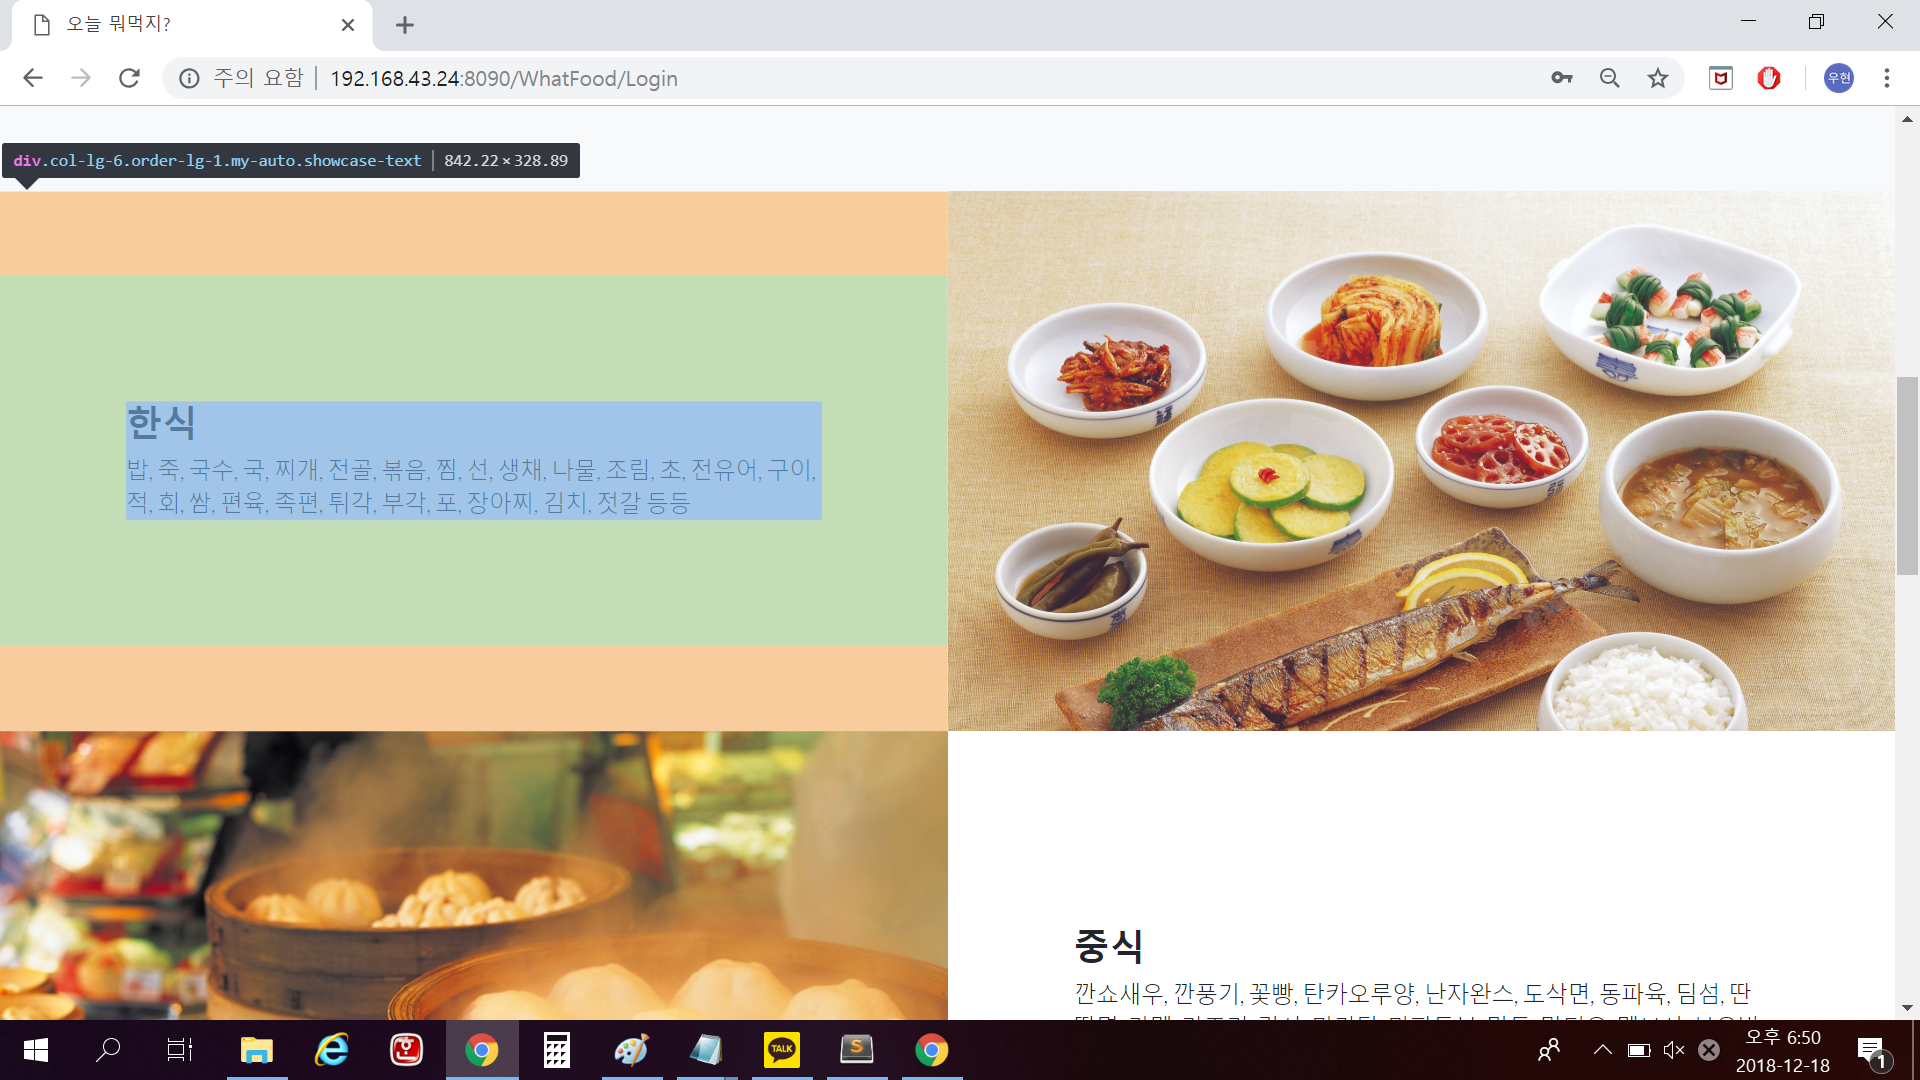 오늘 뭐먹지?
주의 요함 | 192.168.43.24:8090/WhatFood/Login
우현
div.col-lg-6.order-lg-1.my-auto.showcase-text | 842.22×328.89
한식
밥, 죽, 국수, 국, 찌개, 전골, 볶음, 찜, 선, 생채, 나물, 조림, 초, 전유어, 구이,
적, 회, 쌈, 편육, 족편, 튀각, 부각, 포, 장아찌, 김치, 젓갈 등등
중식
깐쇼새우, 깐풍기, 꽃빵, 탄카오루양, 난자완스, 도삭면, 동파육, 딤섬, 딴
TALK
S
오후 6:50
2018-12-18
1